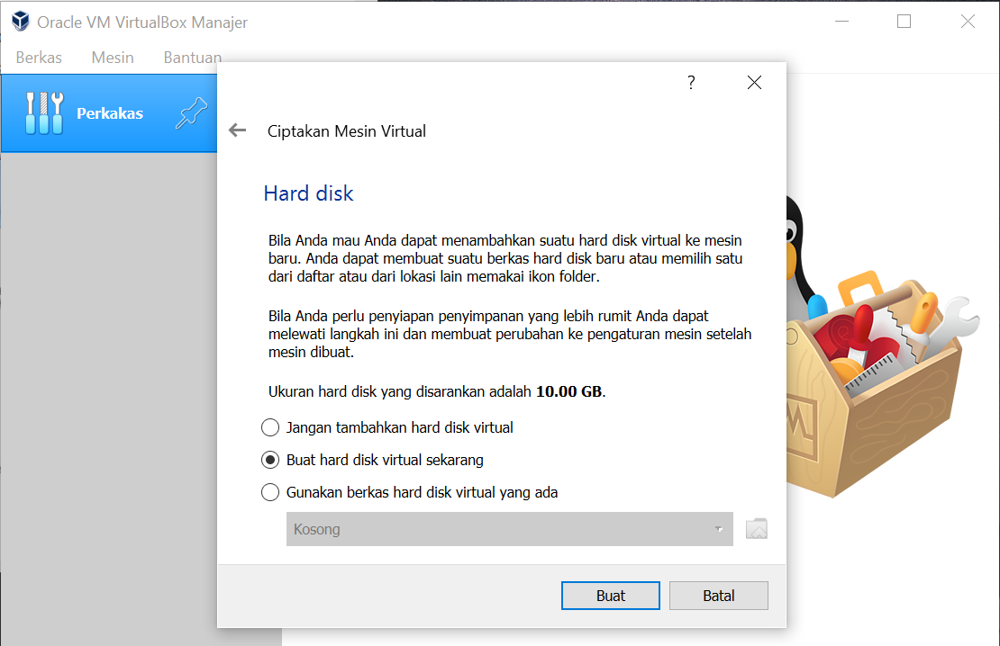 Oracle VM VirtualBox Manajer
Berkas Mesin Bantuan
Perkakas
?
Ciptakan Mesin Virtual
Hard disk
Bila Anda mau Anda dapat menambahkan suatu hard disk virtual ke mesin
baru. Anda dapat membuat suatu berkas hard disk baru atau memilih satu
dari daftar atau dari lokasi lain memakai ikon folder.
Bila Anda perlu penyiapan penyimpanan yang lebih rumit Anda dapat
melewati langkah ini dan membuat perubahan ke pengaturan mesin setelah
mesin dibuat.
Ukuran hard disk yang disarankan adalah 10.00 GB.
Jangan tambahkan hard disk virtual
Buat hard disk virtual sekarang
Gunakan berkas hard disk virtual yang ada
Kosong
Buat Batal